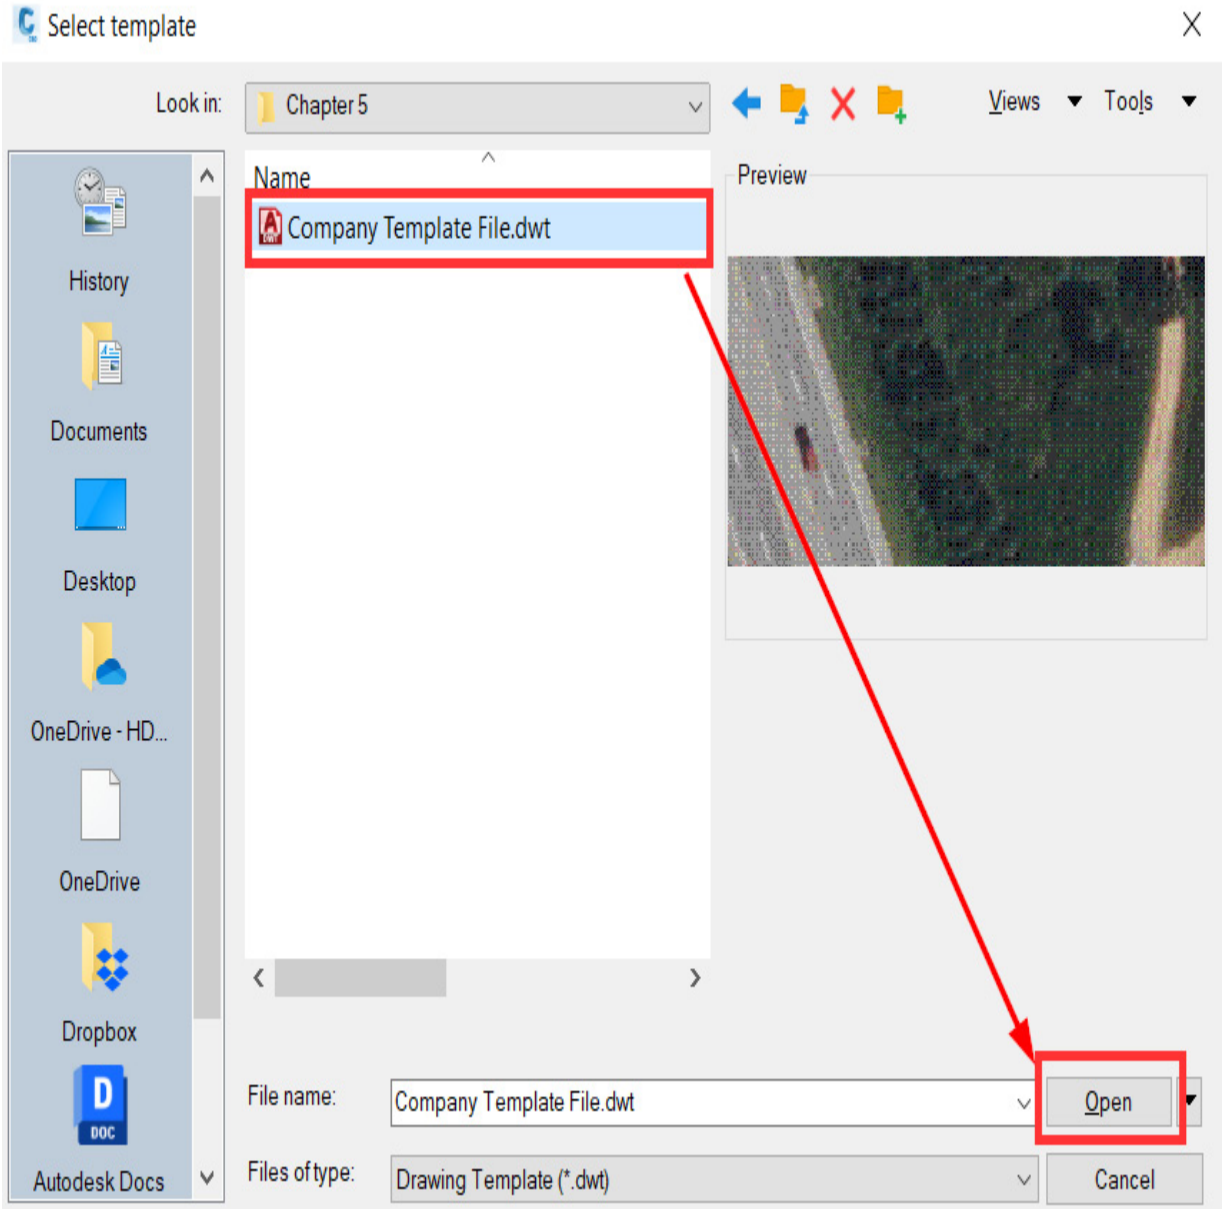 Select template
Look in:
Chapter 5
Views
Tools
Name
Preview
Company Template File.dwt
History
Documents
Desktop
OneDrive - HD...
OneDrive
Dropbox
D
DOC
Autodesk Docs
File name:
Company Template File.dwt
Open
Files of type:
Drawing Template (*.dwt)
Cancel